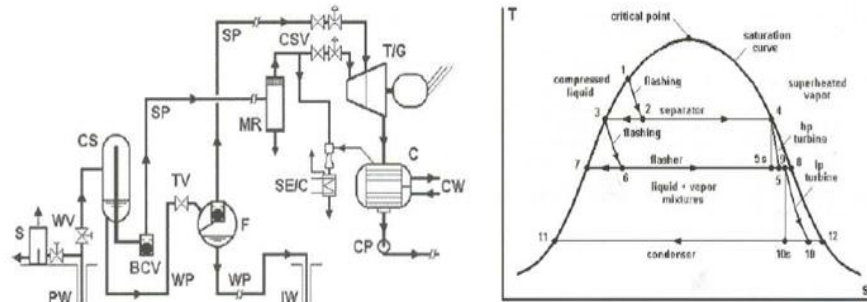 SP
CSV
T/G
SP
MR
CS
C
TV
SE/C
CW
WV
F
S
BCV
CP
WP
WP
PW
IW
T
critical point
saturation
curve
1
flashing
compressed
liquid
superheated
vapor
3
2
separator
4
flashing
hp
turbine
7
flasher
5s
9
8
6
5
lp
turbine
liquid + vapor
mixtures
11
12
condenser
10s
10
s